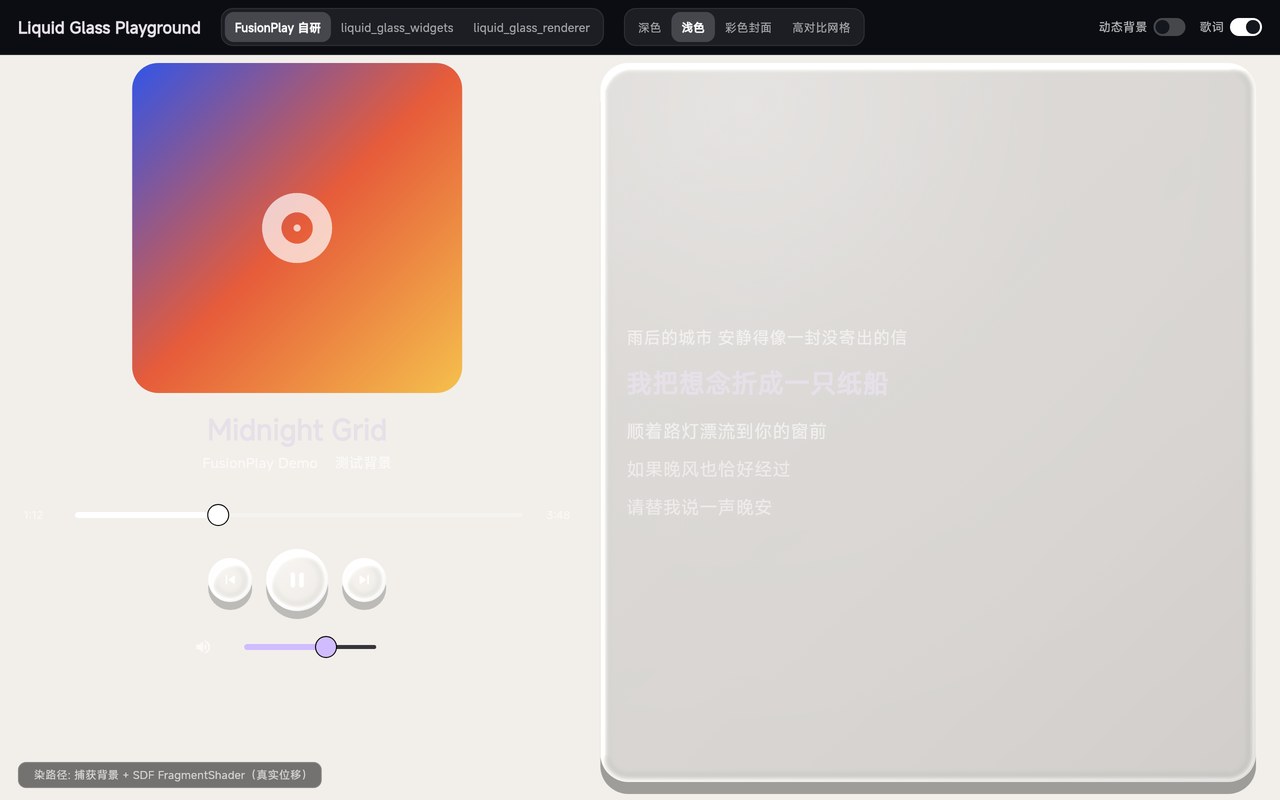 Liquid Glass Playground
FusionPlay 自研
liquid_glass_widgets
liquid_glass_renderer
深色
浅色
彩色封面
高对比网格
动态背景
歌词
Midnight Grid
FusionPlay Demo 测试背景
1:12
3:48
雨后的城市 安静得像一封没寄出的信
我把想念折成一只纸船
顺着路灯漂流到你的窗前
如果晚风也恰好经过
请替我说一声晚安
染路径: 捕获背景 + SDF FragmentShader（真实位移）